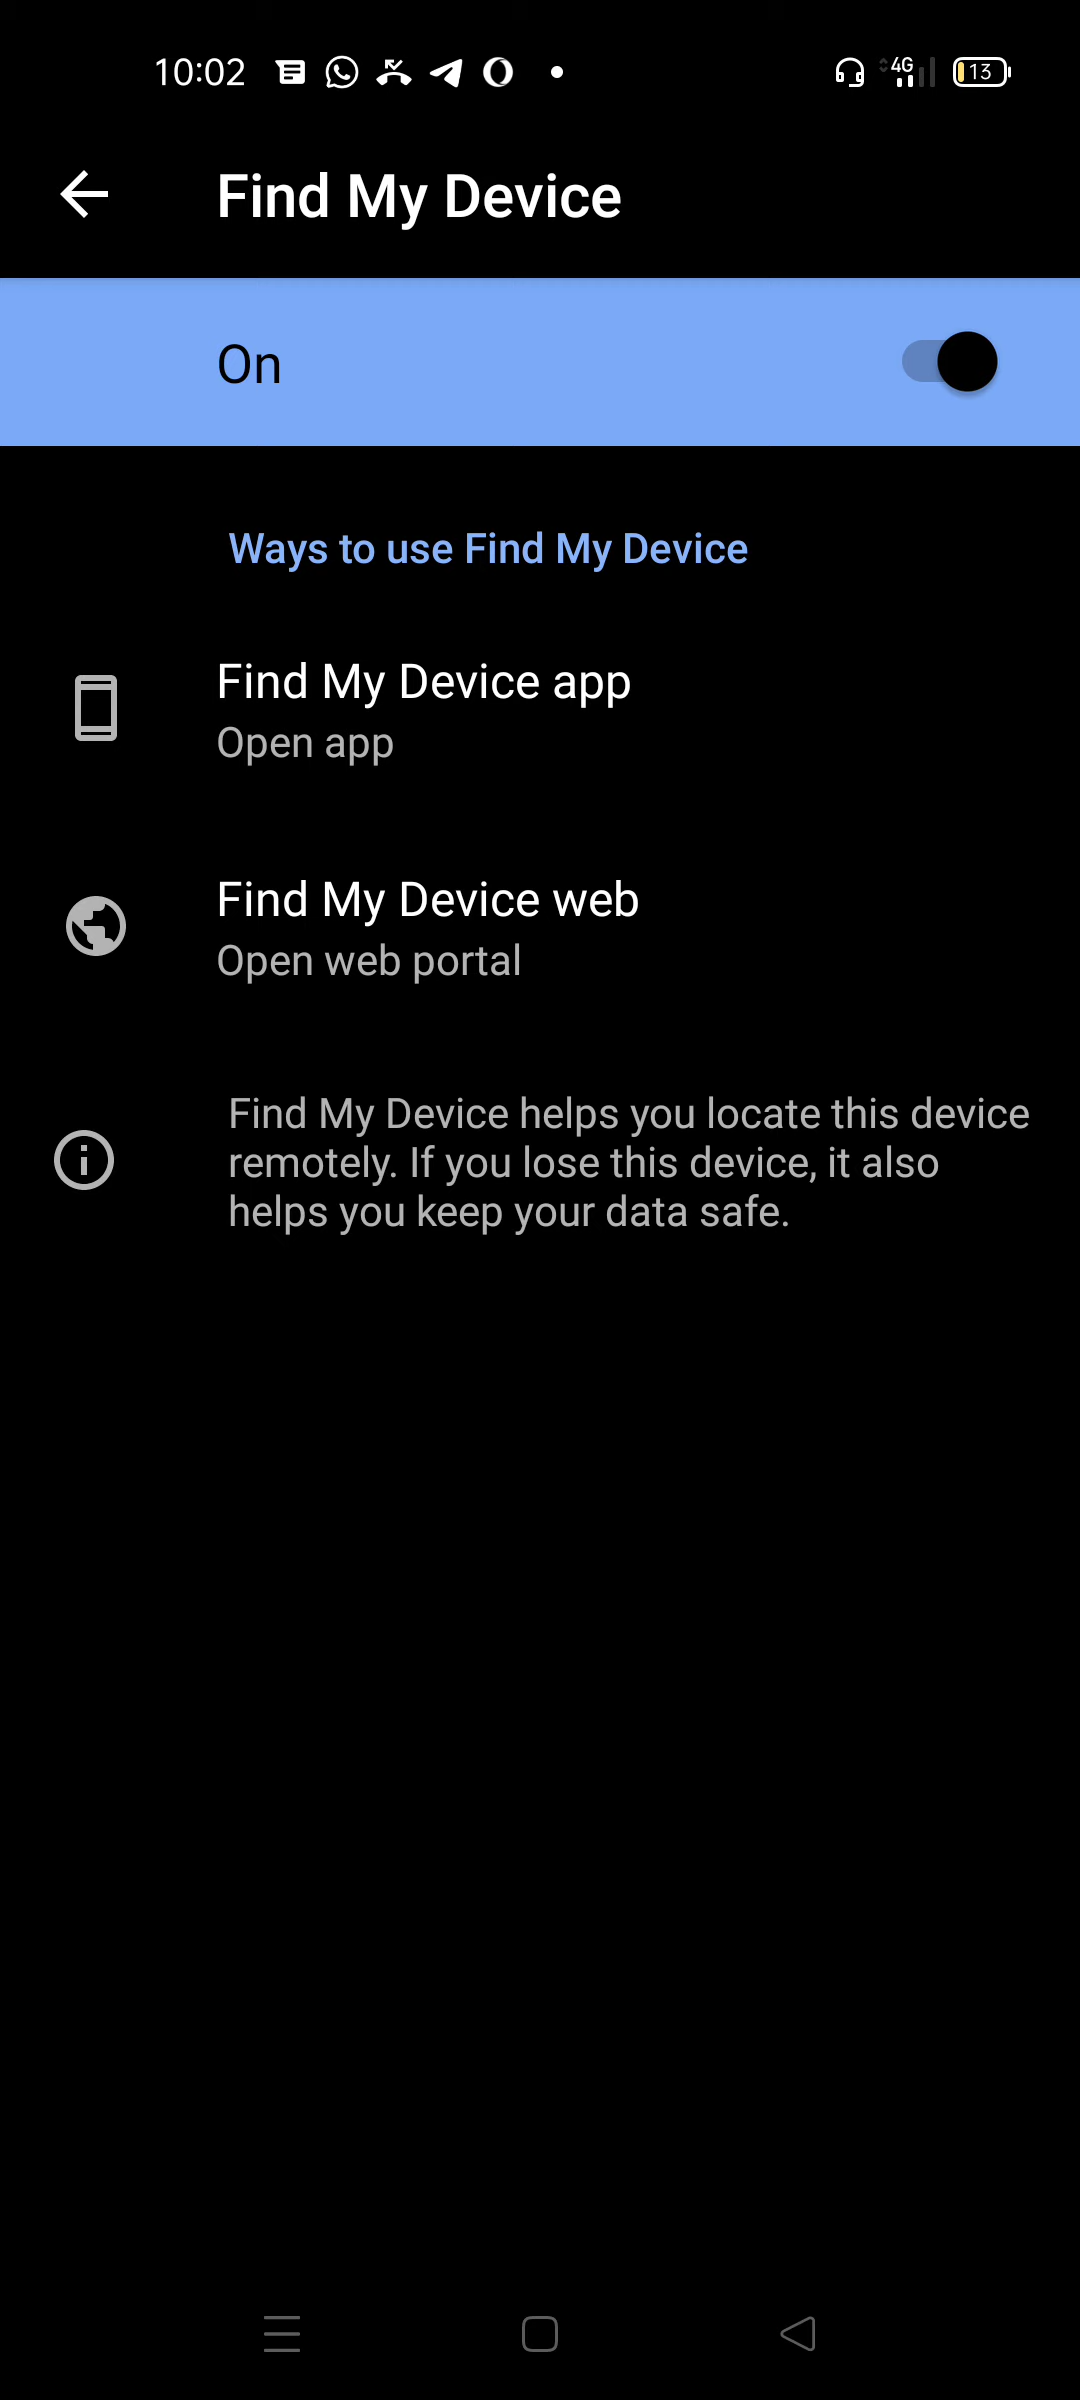 10:02
4G
13
Find My Device
On
Ways to use Find My Device
Find My Device app
Open app
Find My Device web
Open web portal
Find My Device helps you locate this device
remotely. If you lose this device, it also
helps you keep your data safe.